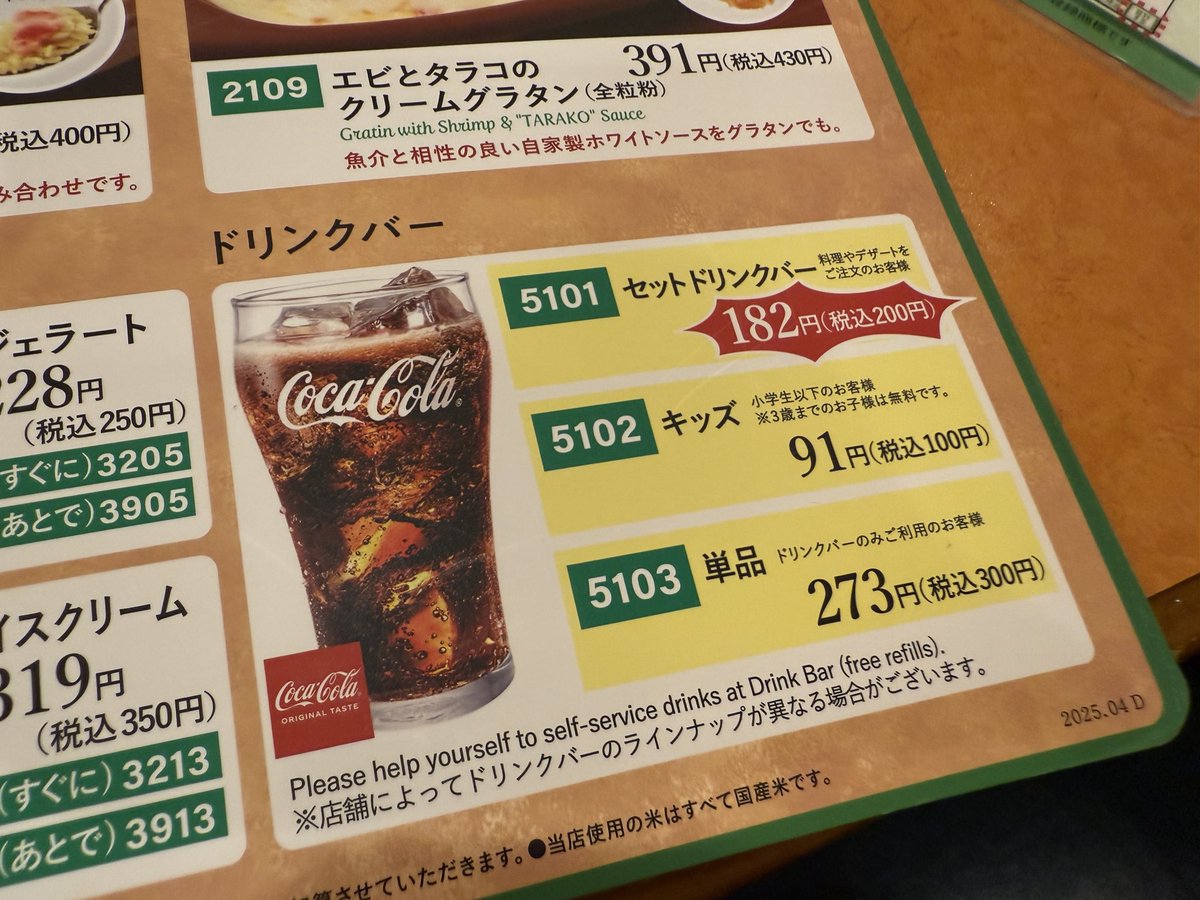 税込400円)
み合わせです。
2109 エビとタラコの
クリームグラタン(全粒粉)
391円(税込430円)
Gratin with Shrimp & "TARAKO" Sauce
魚介と相性の良い自家製ホワイトソースをグラタンでも。
ドリンクバー
ジェラート
228円
(税込250円)
(すぐに) 3205
(あとで) 3905
イスクリーム
319円
(税込350円)
(すぐに) 3213
(あとで) 3913
Coca-Cola
Coca-Cola
ORIGINAL TASTE
5101 セットドリンクバー
料理やデザートを
ご注文のお客様
182円(税込200円)
5102 キッズ
小学生以下のお客様
※3歳までのお子様は無料です。
91円(税込100円)
5103 単品 ドリンクバーのみご利用のお客様
273円(税込300円)
Please help yourself to self-service drinks at Drink Bar (free refills).
※店舗によってドリンクバーのラインナップが異なる場合がございます。
2025.04 D
させていただきます。●当店使用の米はすべて国産米です。